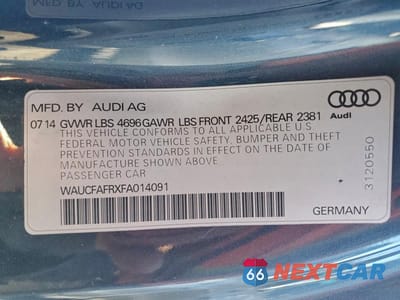 MFD. BY AUDI AG
07 14 GVWR LBS 4696 GAWR LBS FRONT 2425/REAR 2381
Audi
THIS VEHICLE CONFORMS TO ALL APPLICABLE U.S.
FEDERAL MOTOR VEHICLE SAFETY, BUMPER AND THEFT
PREVENTION STANDARDS IN EFFECT ON THE DATE OF
MANUFACTURE SHOWN ABOVE
PASSENGER CAR
WAUCFAFRXFA014091
3120550
GERMANY
66 NEXTCAR